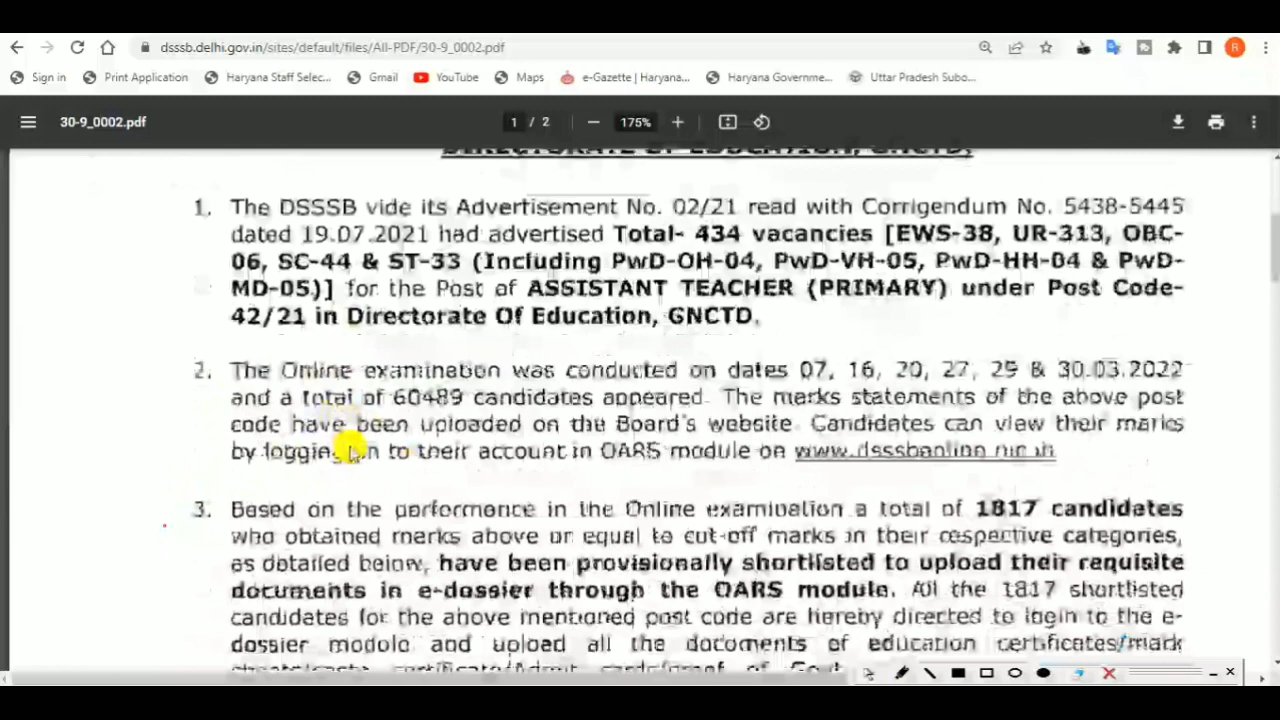 dsssb.delhi.gov.in/sites/default/files/All-PDF/30-9_0002.pdf
R
Sign in Print Application Haryana Staff Selec... Gmail YouTube Maps e-Gazette | Haryana... Haryana Governme... Uttar Pradesh Subo...
30-9_0002.pdf 1 / 2 175%
DIRECTORATE OF EDUCATION, GNCTD.
1. The DSSSB vide its Advertisement No. 02/21 read with Corrigendum No. 5438-5445
dated 19.07.2021 had advertised Total- 434 vacancies [EWS-38, UR-313, OBC-
06, SC-44 & ST-33 (Including PwD-OH-04, PwD-VH-05, PwD-HH-04 & PwD-
MD-05)] for the Post of ASSISTANT TEACHER (PRIMARY) under Post Code-
42/21 in Directorate Of Education, GNCTD.
2. The Online examination was conducted on dates 07, 16, 20, 27, 29 & 30.03.2022
and a total of 60489 candidates appeared. The marks statements of the above post
code have been uploaded on the Board's website. Candidates can view their marks
by logging in to their account in OARS module on www.dsssbonline.nic.in
3. Based on the performance in the Online examination a total of 1817 candidates
who obtained marks above or equal to cut-off marks in their respective categories,
as detailed below, have been provisionally shortlisted to upload their requisite
documents in e-dossier through the OARS module. All the 1817 shortlisted
candidates for the above mentioned post code are hereby directed to login to the e-
dossier module and upload all the documents of education certificates/mark